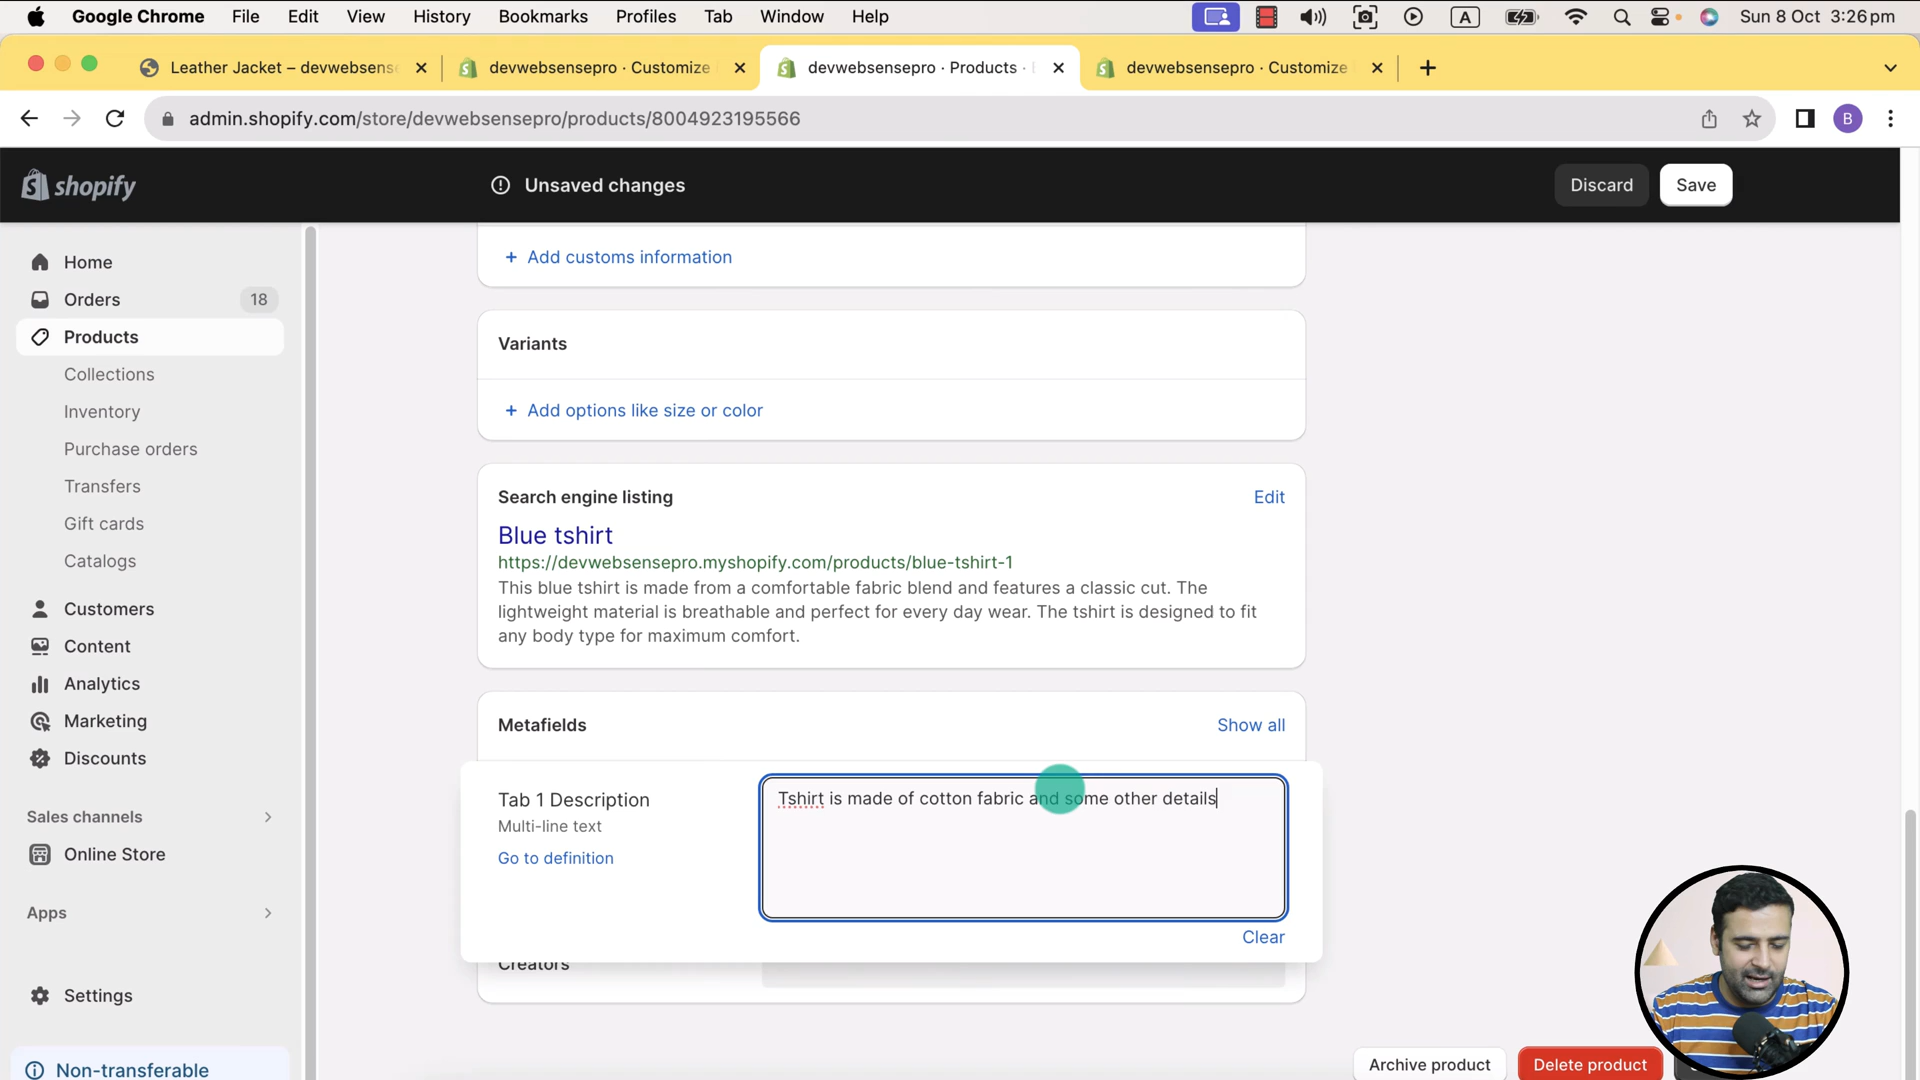 Google Chrome File Edit View History Bookmarks Profiles Tab Window Help A Sun 8 Oct 3:26 pm
Leather Jacket – devwebsens
devwebsensepro · Customize
devwebsensepro · Products ·
devwebsensepro · Customize
admin.shopify.com/store/devwebsensepro/products/8004923195566
B
shopify
Unsaved changes
Discard
Save
Home
Orders 18
Products
Collections
Inventory
Purchase orders
Transfers
Gift cards
Catalogs
Customers
Content
Analytics
Marketing
Discounts
Sales channels
Online Store
Apps
Settings
Non-transferable
+ Add customs information
Variants
+ Add options like size or color
Search engine listing
Edit
Blue tshirt
https://devwebsensepro.myshopify.com/products/blue-tshirt-1
This blue tshirt is made from a comfortable fabric blend and features a classic cut. The
lightweight material is breathable and perfect for every day wear. The tshirt is designed to fit
any body type for maximum comfort.
Metafields
Show all
Tab 1 Description
Multi-line text
Go to definition
Tshirt is made of cotton fabric and some other details
Clear
Creators
Archive product
Delete product